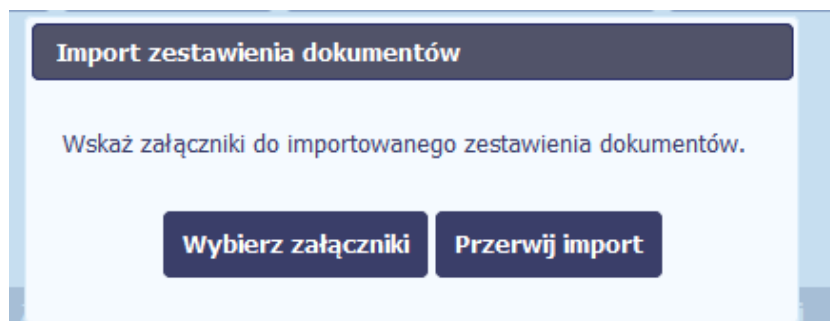 Import zestawienia dokumentów
Wskaż załączniki do importowanego zestawienia dokumentów.
Wybierz załączniki
Przerwij import